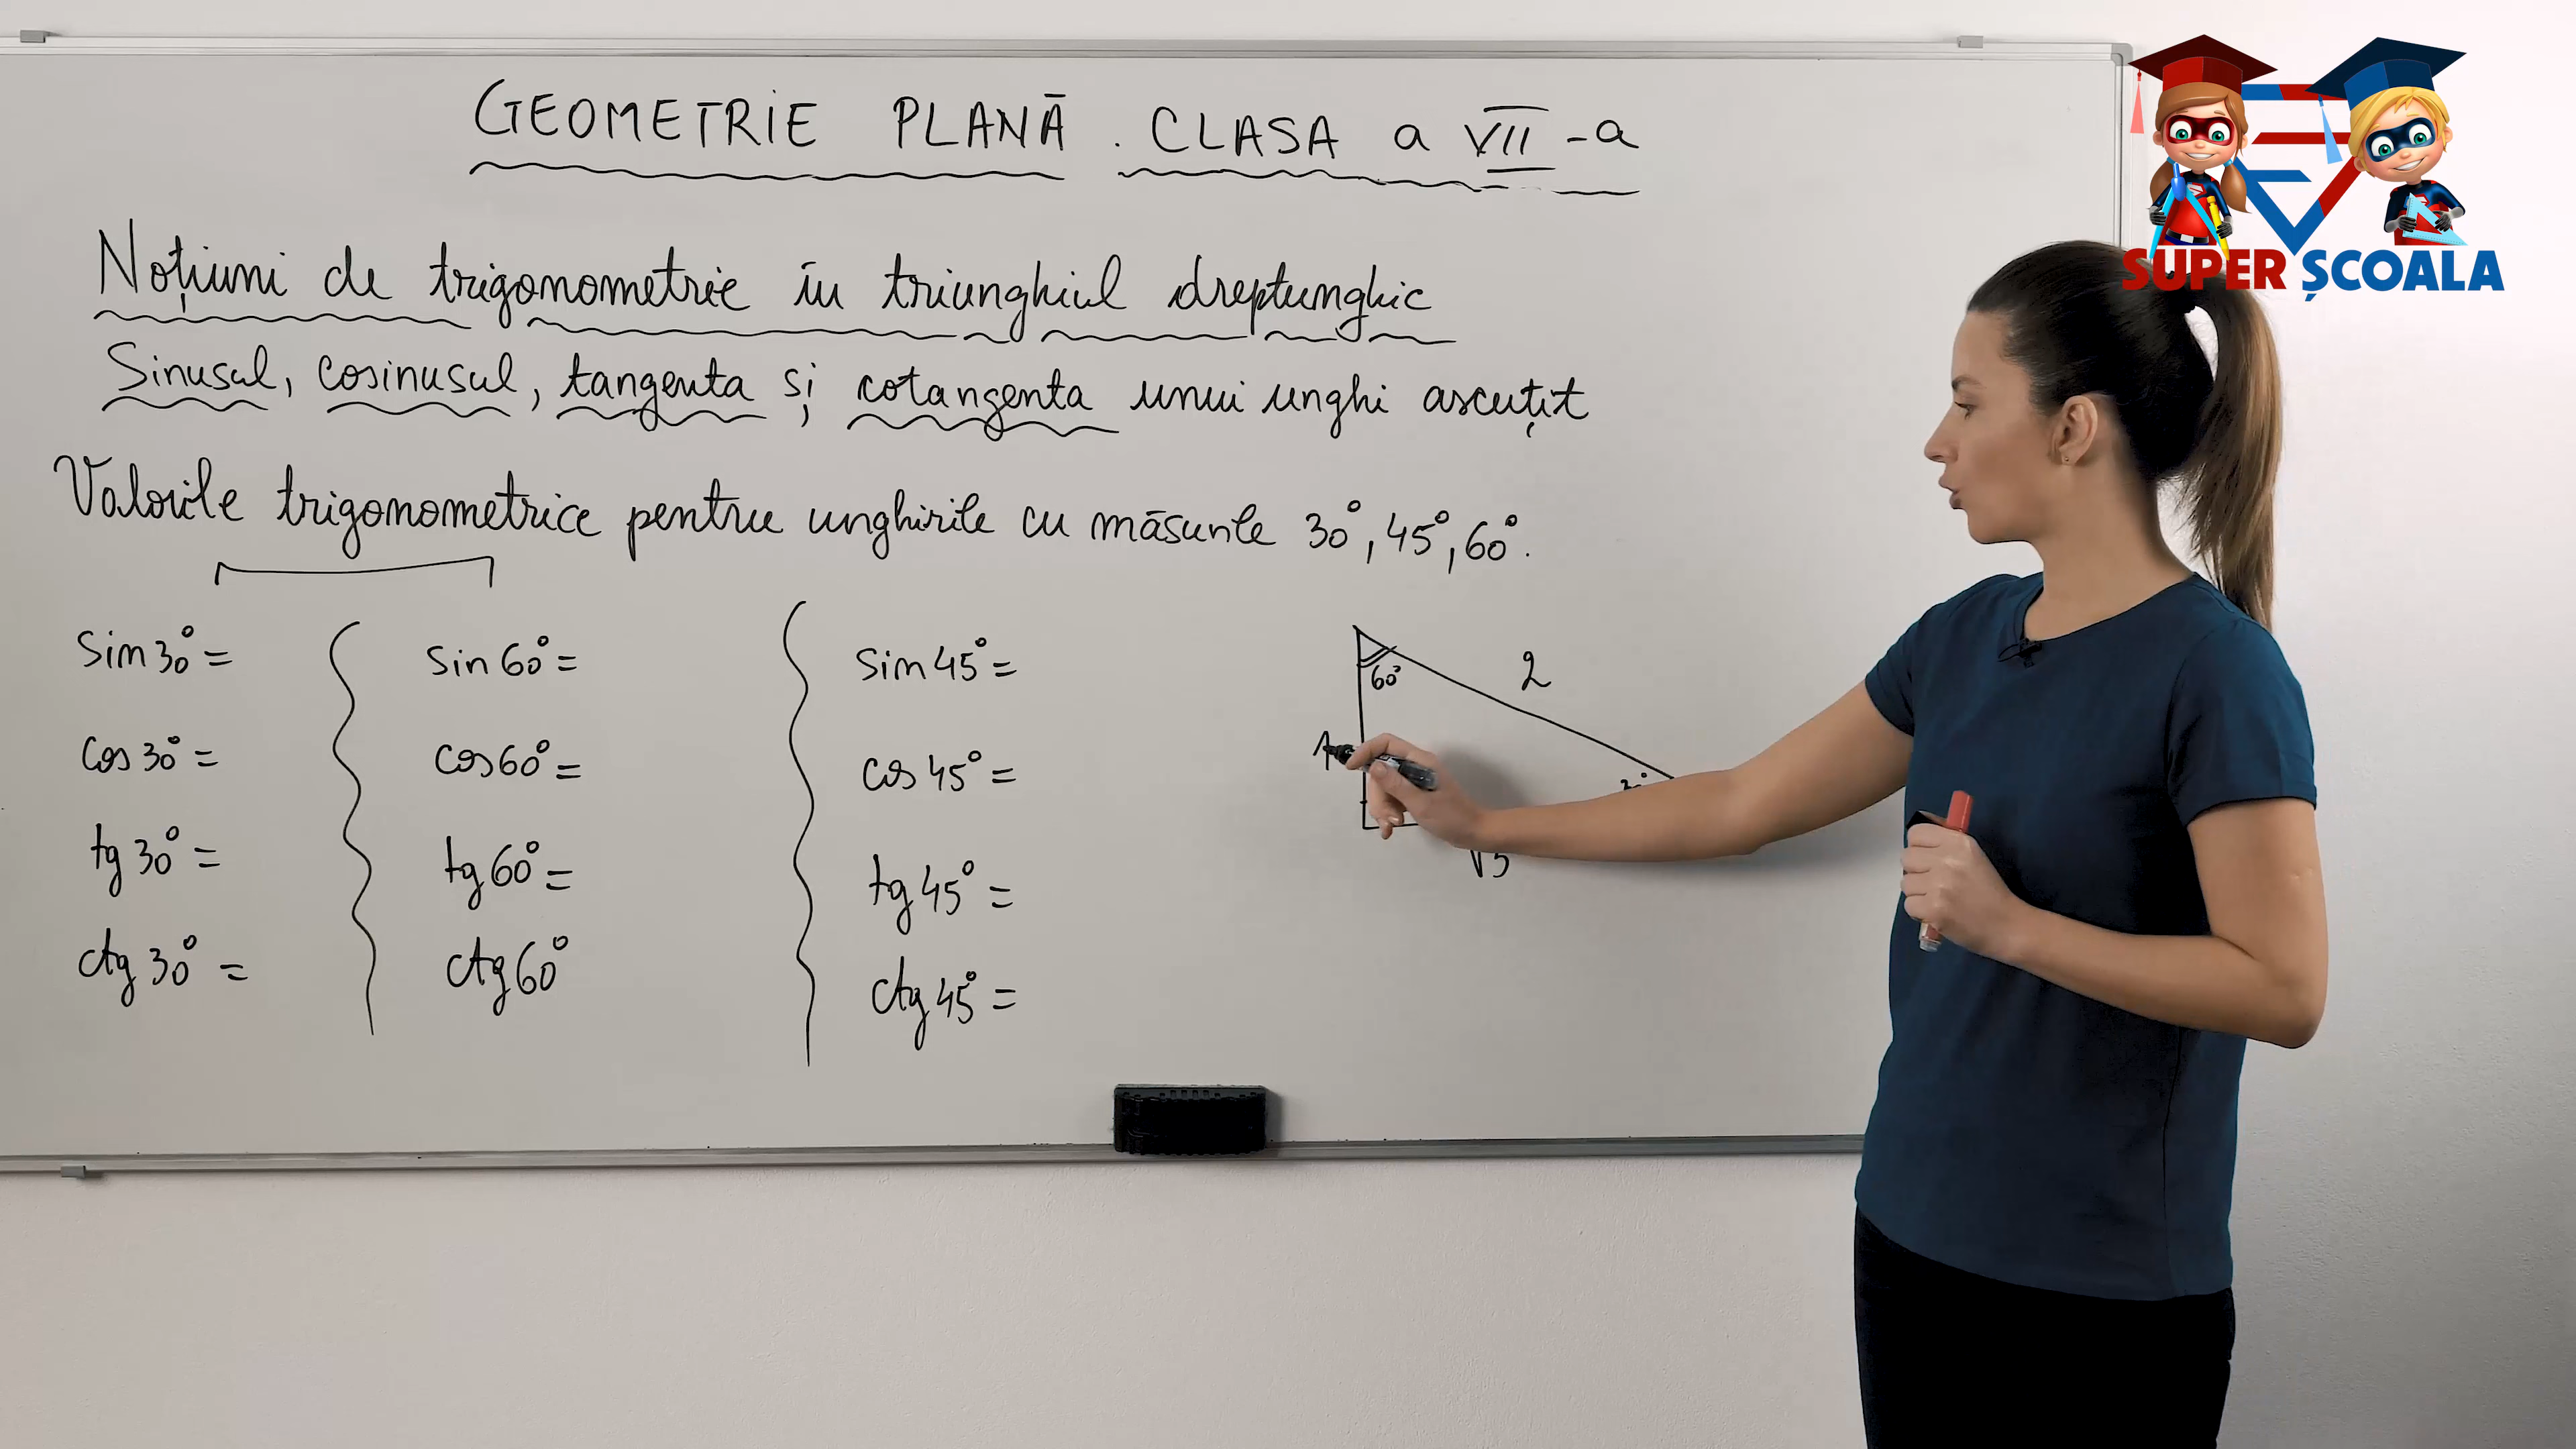 GEOMETRIE PLANĂ. CLASA a VII-a
SUPER ȘCOALA
Noțiuni de trigonometrie în triunghiul dreptunghic
Sinusul, cosinusul, tangenta și cotangenta unui unghi ascuțit
Valorile trigonometrice pentru unghiurile cu măsurile 30°, 45°, 60°.
sin 30° =
sin 60° =
sin 45° =
cos 30° =
cos 60° =
cos 45° =
tg 30° =
tg 60° =
tg 45° =
ctg 30° =
ctg 60°
ctg 45° =
60°
2
1